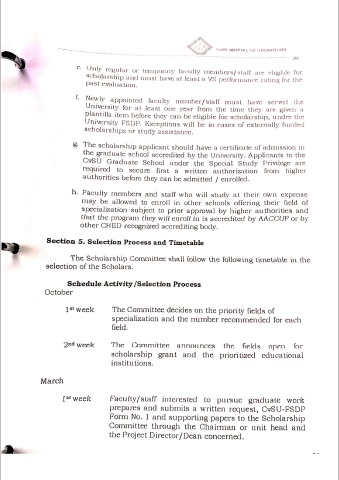 CvSU MANUAL OF OPERATIONS
e. Only regular or temporary faculty members/staff are eligible for
scholarship and must have at least a VS performance rating for the
past evaluation.
f. Newly appointed faculty member/staff must have served the
University for at least one year from the time they are given a
plantilla item before they can be eligible for scholarship, under the
University FSDP. Exceptions will be in cases of externally funded
scholarships or study assistance.
g. The scholarship applicant should have a certificate of admission in
the graduate school accredited by the University. Applicants to the
CvSU Graduate School under the Special Study Privilege are
required to secure first a written authorization from higher
authorities before they can be admitted / enrolled.
h. Faculty members and staff who will study at their own expense
may be allowed to enroll in other schools offering their field of
specialization subject to prior approval by higher authorities and
that the program they will enroll in is accredited by AACCUP or by
other CHED recognized accrediting body.
Section 5. Selection Process and Timetable
The Scholarship Committee shall follow the following timetable in the
selection of the Scholars.
Schedule Activity/Selection Process
October
1st week The Committee decides on the priority fields of
specialization and the number recommended for each
field.
2nd week The Committee announces the fields open for
scholarship grant and the prioritized educational
institutions.
March
1st week Faculty/staff interested to pursue graduate work
prepares and submits a written request, CvSU-FSDP
Form No. 1 and supporting papers to the Scholarship
Committee through the Chairman or unit head and
the Project Director/Dean concerned.